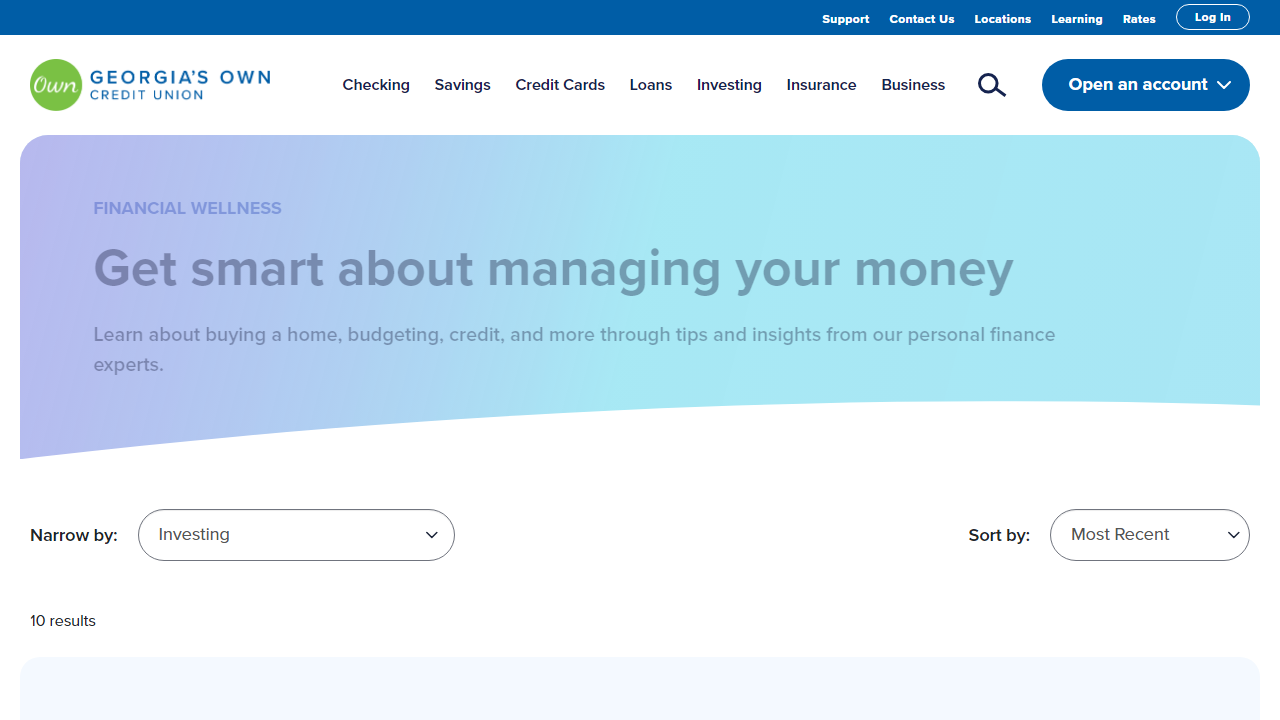 Support Contact Us Locations Learning Rates Log In
Own GEORGIA'S OWN
CREDIT UNION
Checking Savings Credit Cards Loans Investing Insurance Business Open an account
FINANCIAL WELLNESS
Get smart about managing your money
Learn about buying a home, budgeting, credit, and more through tips and insights from our personal finance
experts.
Narrow by: Investing Sort by: Most Recent
10 results